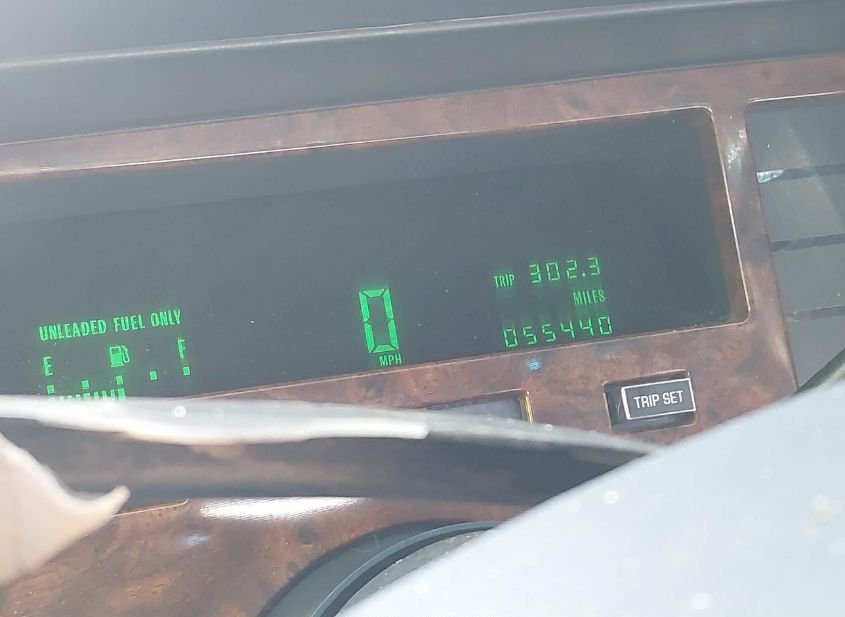 TRIP 302.3
MILES
UNLEADED FUEL ONLY
E F
0
MPH
055440
TRIP SET